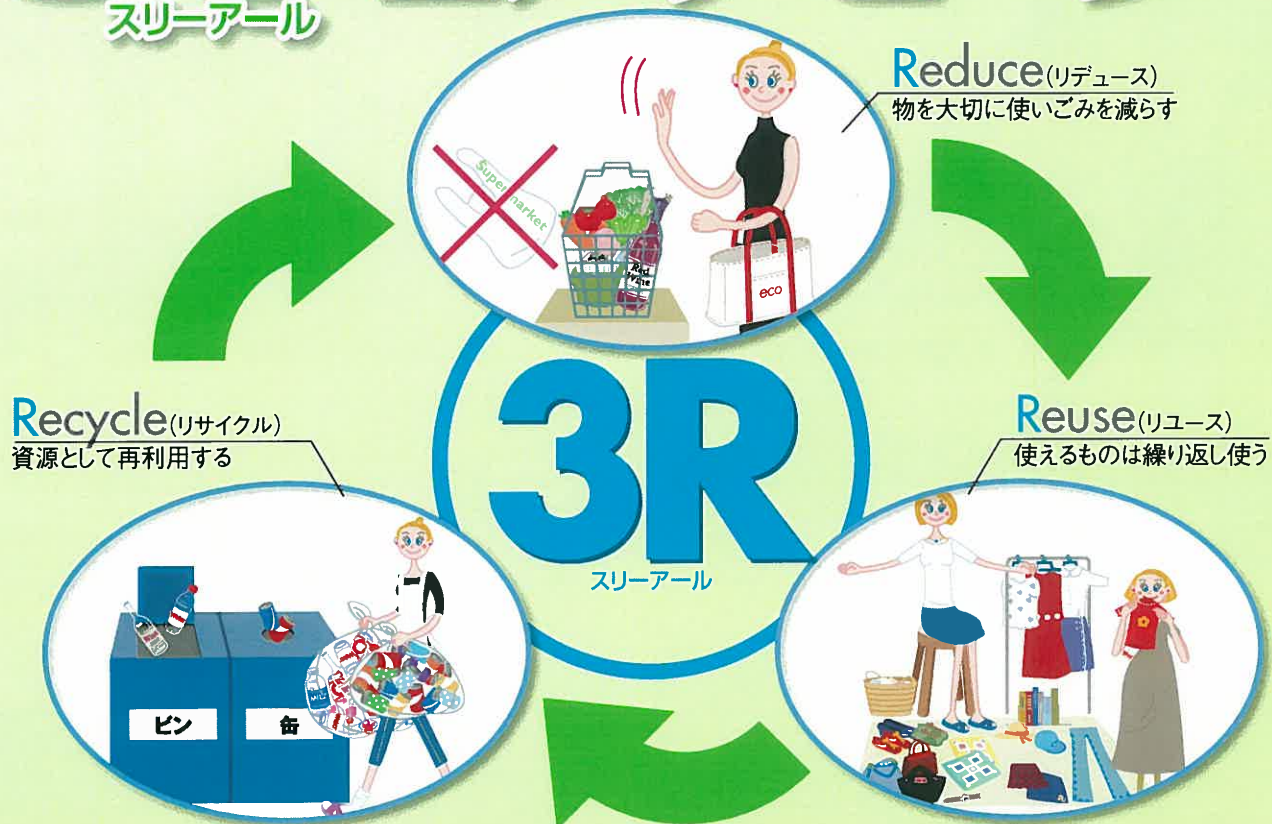 スリーアール
Reduce(リデュース)
物を大切に使いごみを減らす
Supermarket
Red
Wine
eco
3R
スリーアール
Recycle(リサイクル)
資源として再利用する
Reuse(リユース)
使えるものは繰り返し使う
ビン
缶
MILK